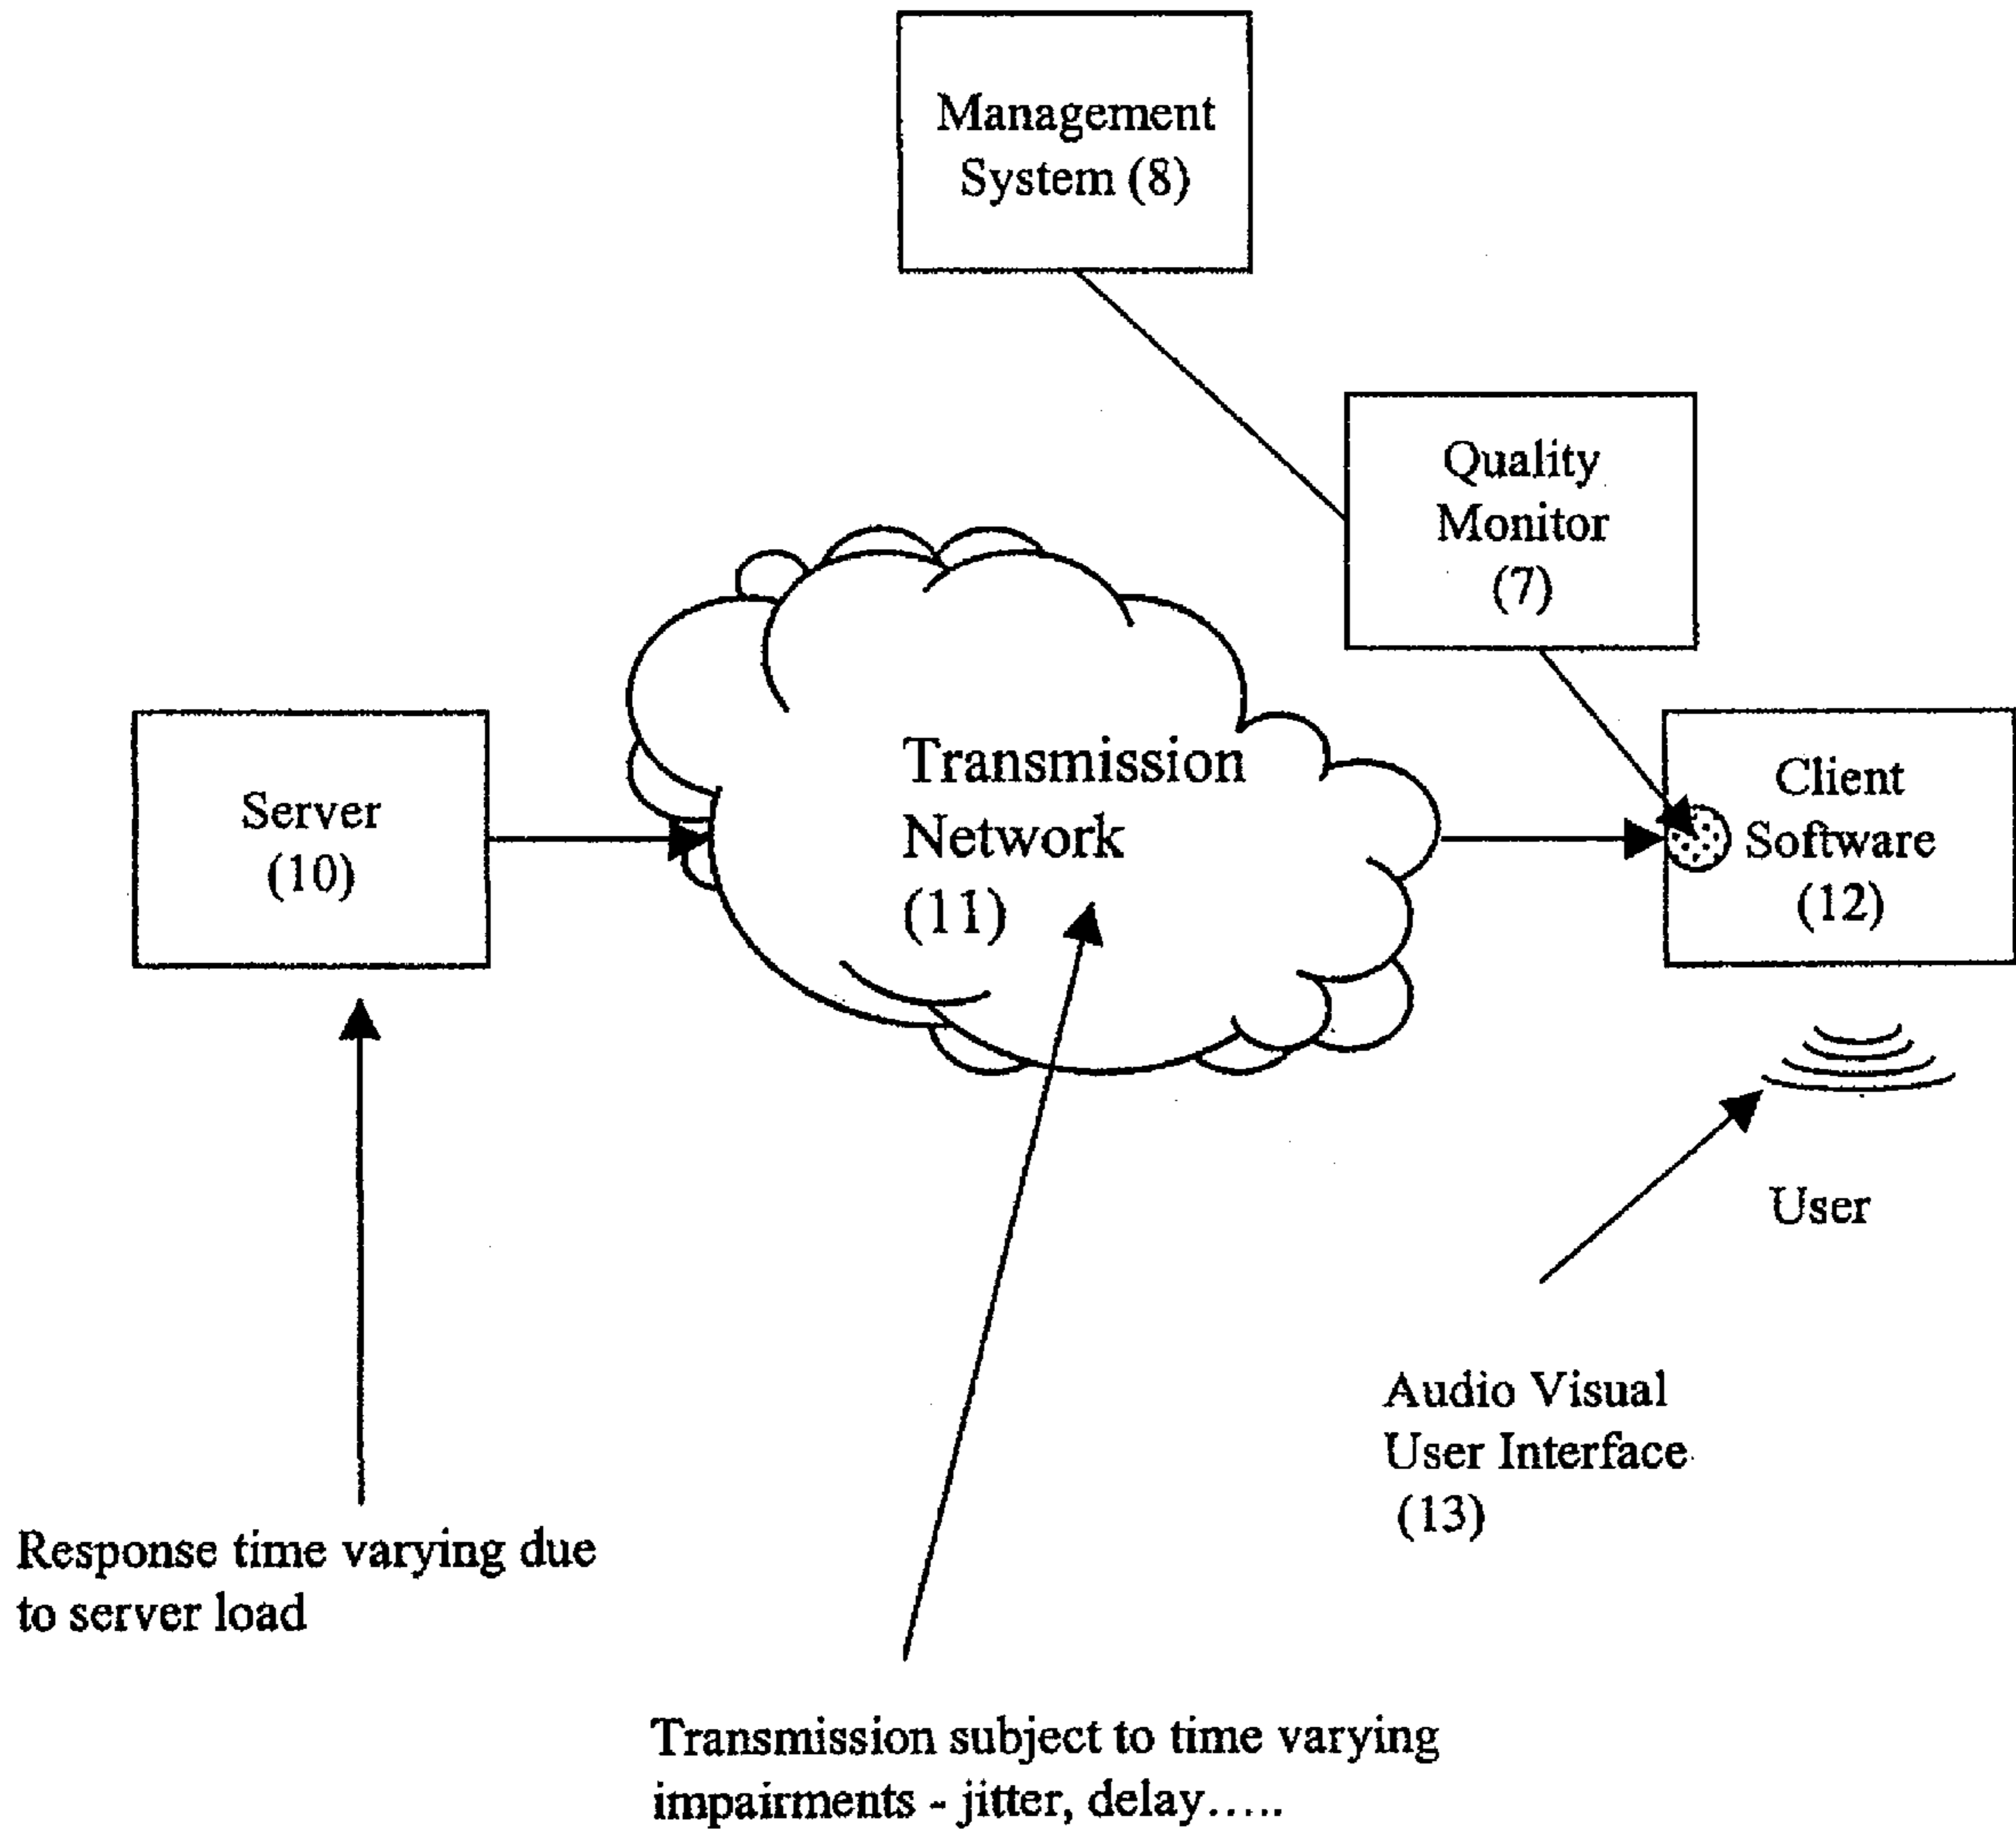 Management
System (8)
Quality
Monitor
(7)
Server
(10)
Transmission
Network
(11)
Client
Software
(12)
User
Audio Visual
User Interface
(13)
Response time varying due
to server load
Transmission subject to time varying
impairments - jitter, delay.....